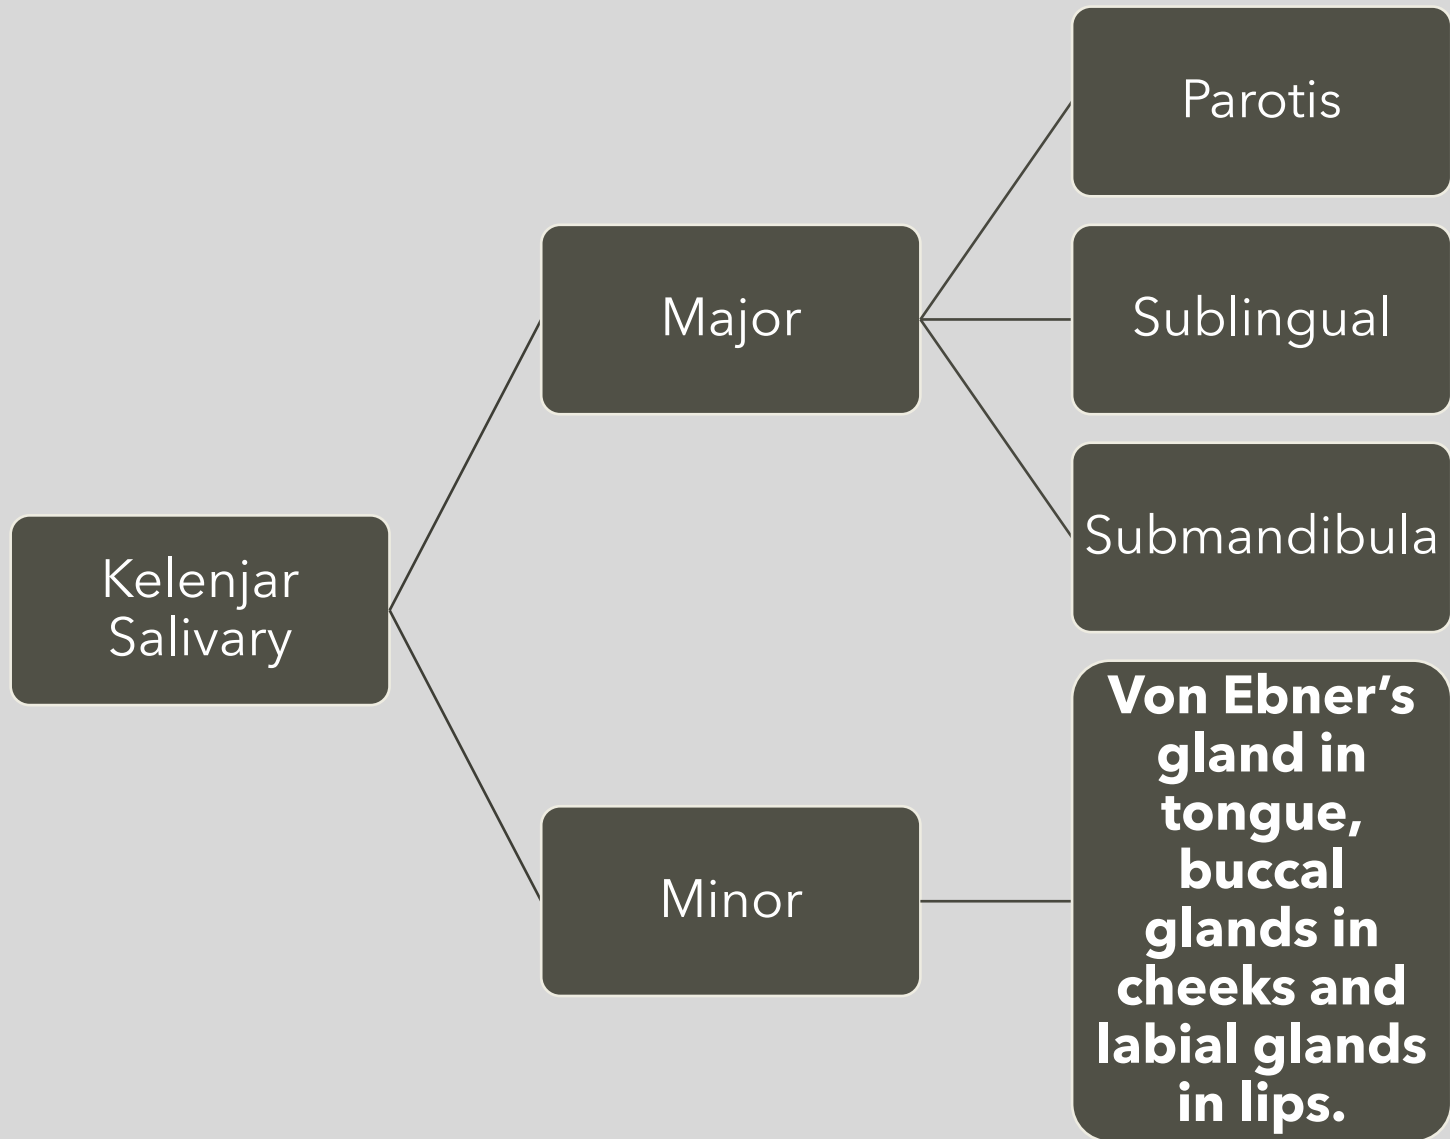 Kelenjar
Salivary
Major
Parotis
Sublingual
Submandibula
Minor
Von Ebner’s
gland in
tongue,
buccal
glands in
cheeks and
labial glands
in lips.